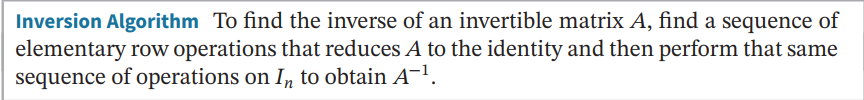 Inversion Algorithm To find the inverse of an invertible matrix A, find a sequence of
elementary row operations that reduces A to the identity and then perform that same
sequence of operations on Iₙ to obtain A⁻¹.